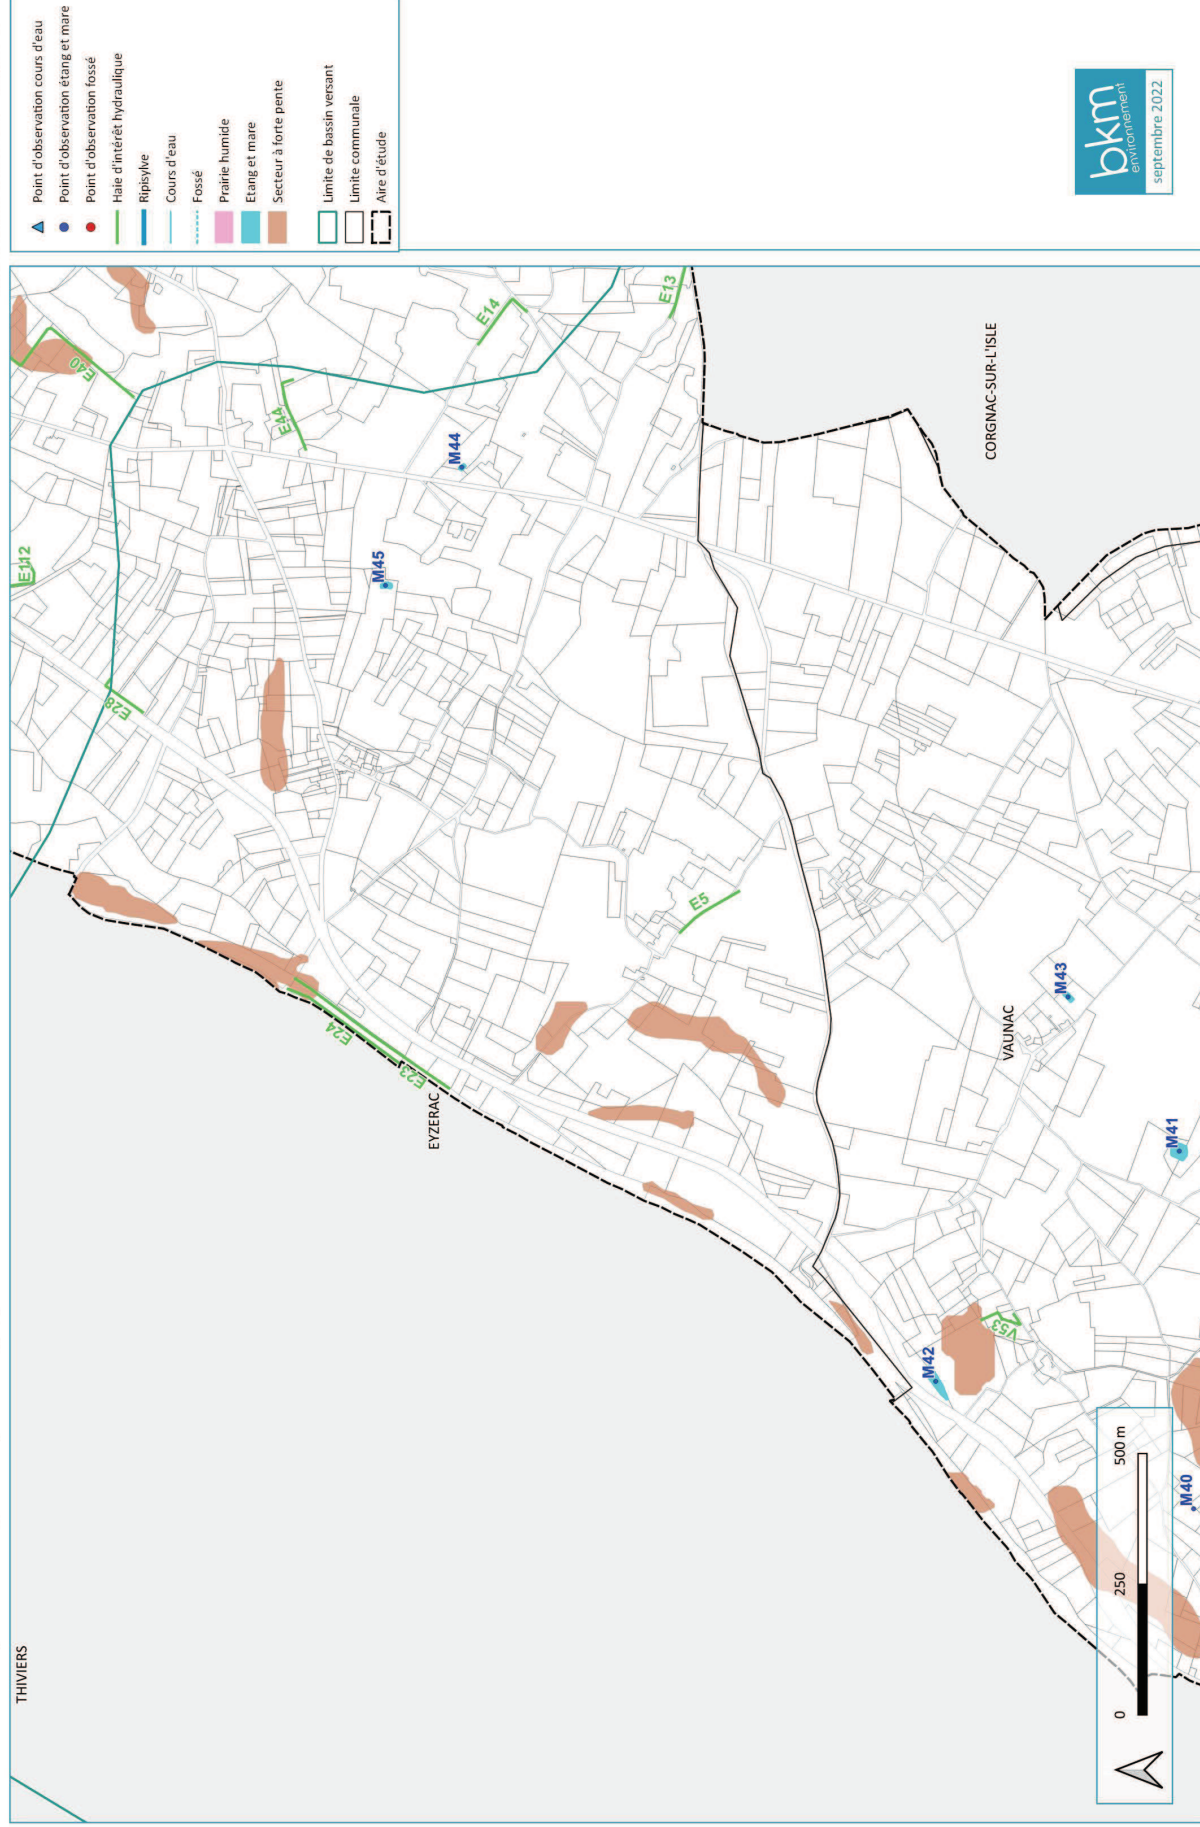 Point d'observation cours d'eau
Point d'observation étang et mare
Point d'observation fossé
Haie d'intérêt hydraulique
Ripisylve
Cours d'eau
Fossé
Prairie humide
Etang et mare
Secteur à forte pente
Limite de bassin versant
Limite communale
Aire d'étude
bkm
environnement
septembre 2022
THIVIERS
E112
E40
E28
E44
E14
E13
M44
M45
CORGNAC-SUR-L'ISLE
E24
E23
EYZERAC
E5
M43
VAUNAC
M41
V53
M42
M40
0
250
500 m